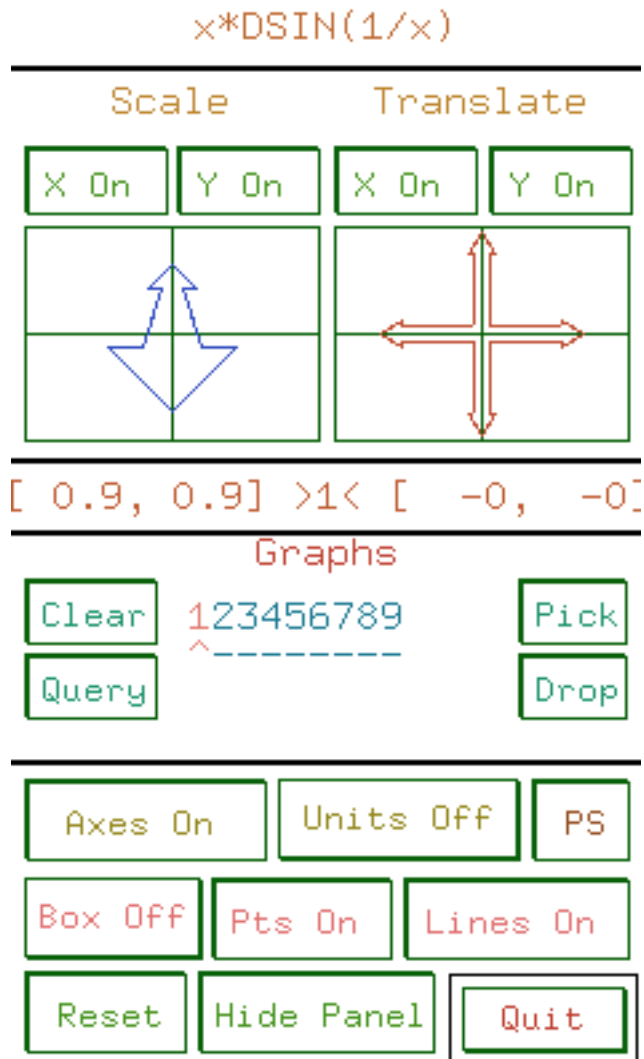 x*DSIN(1/x)
Scale Translate
X On Y On X On Y On
[ 0.9, 0.9] >1< [ -0, -0]
Graphs
Clear 123456789 Pick
^________
Query Drop
Axes On Units Off PS
Box Off Pts On Lines On
Reset Hide Panel Quit